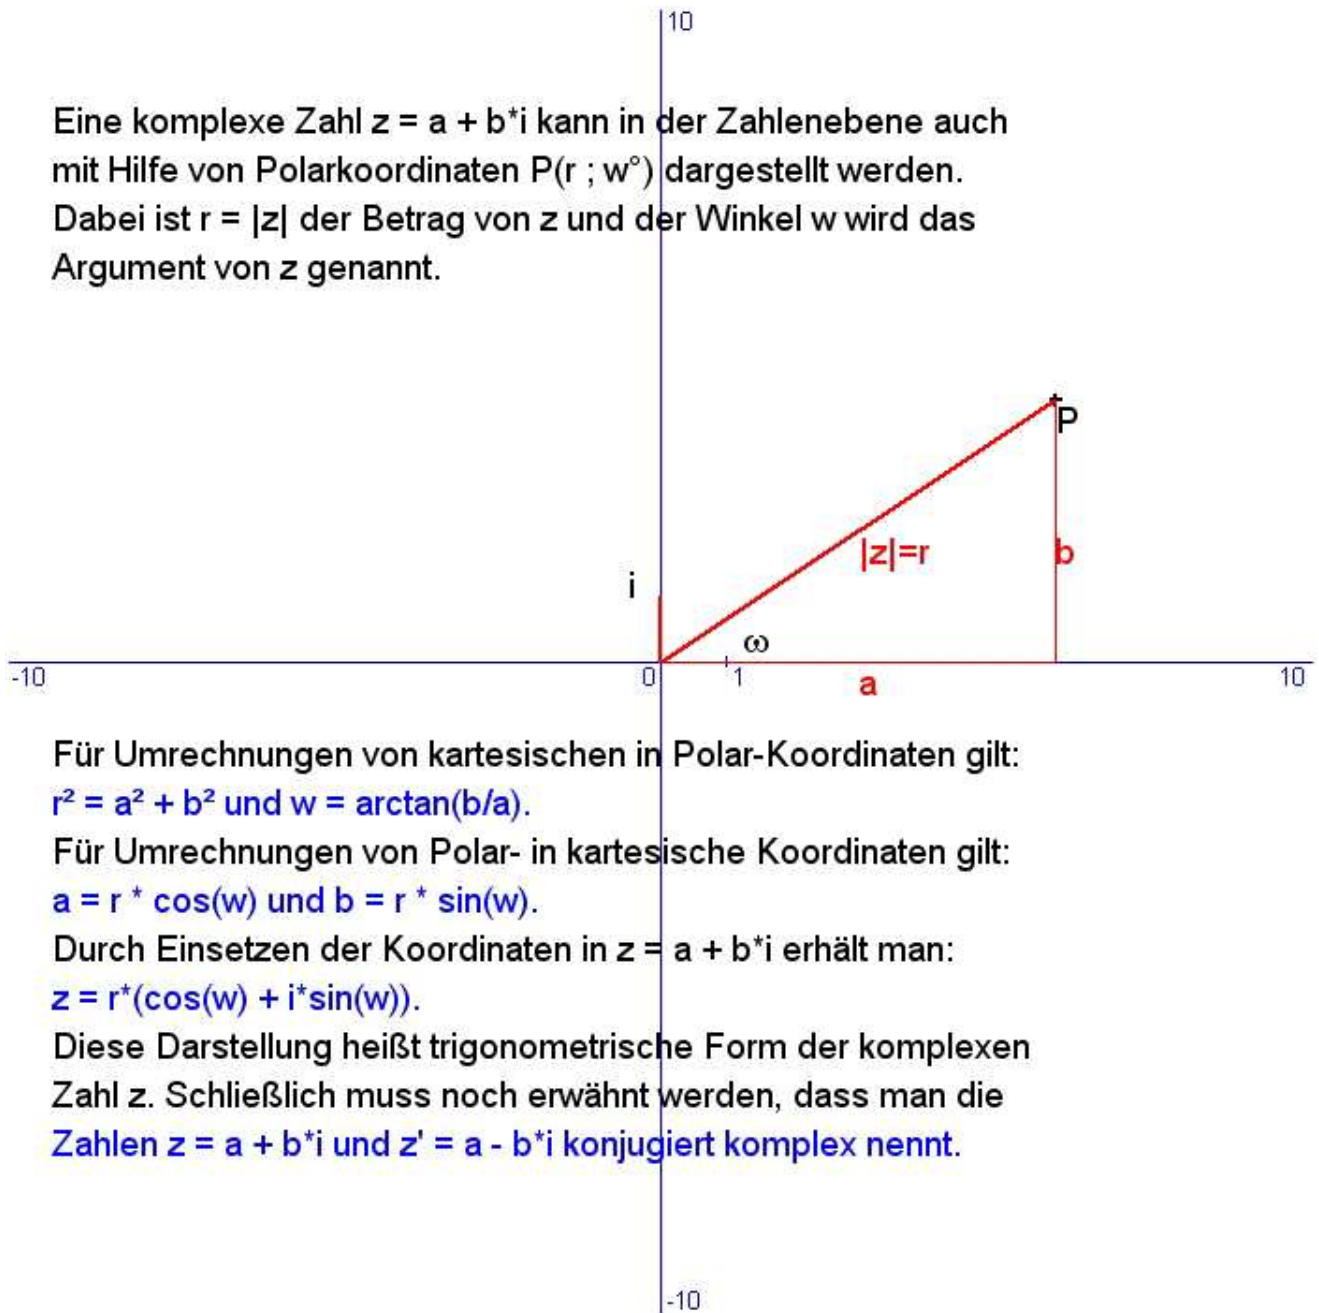 10
Eine komplexe Zahl z = a + b*i kann in der Zahlenebene auch
mit Hilfe von Polarkoordinaten P(r ; w°) dargestellt werden.
Dabei ist r = |z| der Betrag von z und der Winkel w wird das
Argument von z genannt.
P
|z|=r b
i
ω
-10 0 1 a 10
Für Umrechnungen von kartesischen in Polar-Koordinaten gilt:
r² = a² + b² und w = arctan(b/a).
Für Umrechnungen von Polar- in kartesische Koordinaten gilt:
a = r * cos(w) und b = r * sin(w).
Durch Einsetzen der Koordinaten in z = a + b*i erhält man:
z = r*(cos(w) + i*sin(w)).
Diese Darstellung heißt trigonometrische Form der komplexen
Zahl z. Schließlich muss noch erwähnt werden, dass man die
Zahlen z = a + b*i und z' = a - b*i konjugiert komplex nennt.
-10